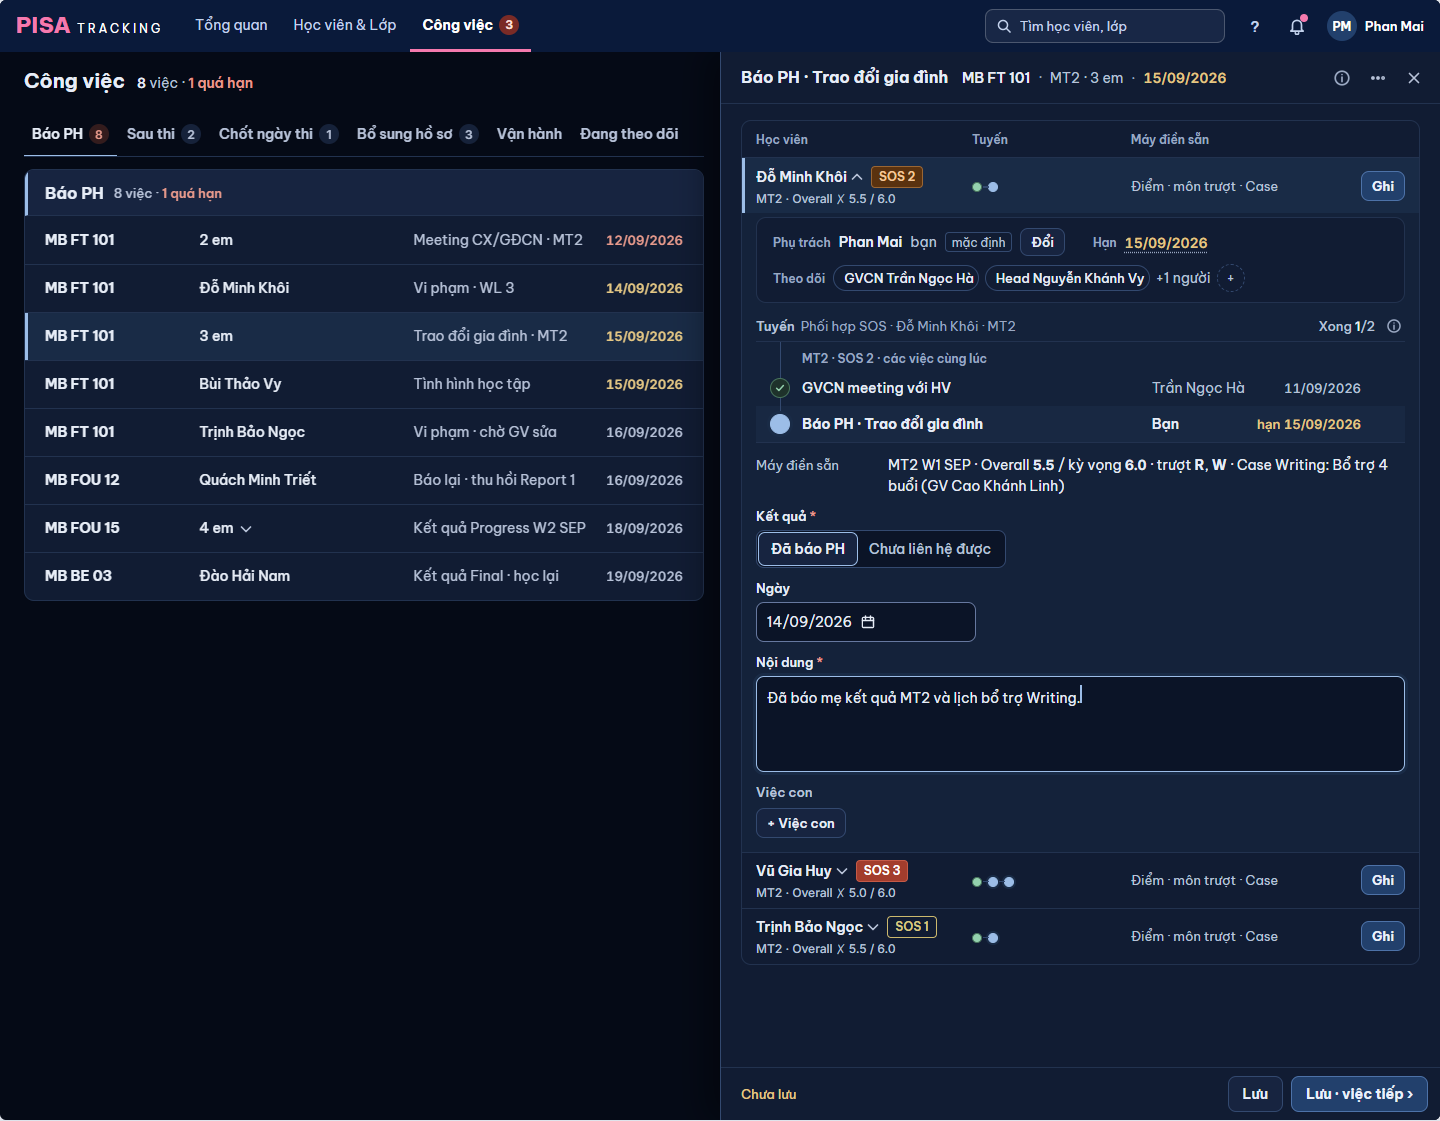 PISA TRACKING Tổng quan Học viên & Lớp Công việc 3 Tìm học viên, lớp ? PM Phan Mai
Công việc 8 việc · 1 quá hạn
Báo PH 8 Sau thi 2 Chốt ngày thi 1 Bổ sung hồ sơ 3 Vận hành Đang theo dõi
Báo PH 8 việc · 1 quá hạn
MB FT 101 2 em Meeting CX/GĐCN · MT2 12/09/2026
MB FT 101 Đỗ Minh Khôi Vi phạm · WL 3 14/09/2026
MB FT 101 3 em Trao đổi gia đình · MT2 15/09/2026
MB FT 101 Bùi Thảo Vy Tình hình học tập 15/09/2026
MB FT 101 Trịnh Bảo Ngọc Vi phạm · chờ GV sửa 16/09/2026
MB FOU 12 Quách Minh Triết Báo lại · thu hồi Report 1 16/09/2026
MB FOU 15 4 em Kết quả Progress W2 SEP 18/09/2026
MB BE 03 Đào Hải Nam Kết quả Final · học lại 19/09/2026
Báo PH · Trao đổi gia đình MB FT 101 · MT2 · 3 em · 15/09/2026
Học viên Tuyến Máy điền sẵn
Đỗ Minh Khôi SOS 2
MT2 · Overall ✗ 5.5 / 6.0 Điểm · môn trượt · Case Ghi
Phụ trách Phan Mai bạn mặc định Đổi Hạn 15/09/2026
Theo dõi GVCN Trần Ngọc Hà Head Nguyễn Khánh Vy +1 người +
Tuyến Phối hợp SOS · Đỗ Minh Khôi · MT2 Xong 1/2
MT2 · SOS 2 · các việc cùng lúc
GVCN meeting với HV Trần Ngọc Hà 11/09/2026
Báo PH · Trao đổi gia đình Bạn hạn 15/09/2026
Máy điền sẵn MT2 W1 SEP · Overall 5.5 / kỳ vọng 6.0 · trượt R, W · Case Writing: Bổ trợ 4
buổi (GV Cao Khánh Linh)
Kết quả *
Đã báo PH Chưa liên hệ được
Ngày
14/09/2026
Nội dung *
Đã báo mẹ kết quả MT2 và lịch bổ trợ Writing.
Việc con
+ Việc con
Vũ Gia Huy SOS 3
MT2 · Overall ✗ 5.0 / 6.0 Điểm · môn trượt · Case Ghi
Trịnh Bảo Ngọc SOS 1
MT2 · Overall ✗ 5.5 / 6.0 Điểm · môn trượt · Case Ghi
Chưa lưu Lưu Lưu · việc tiếp ›